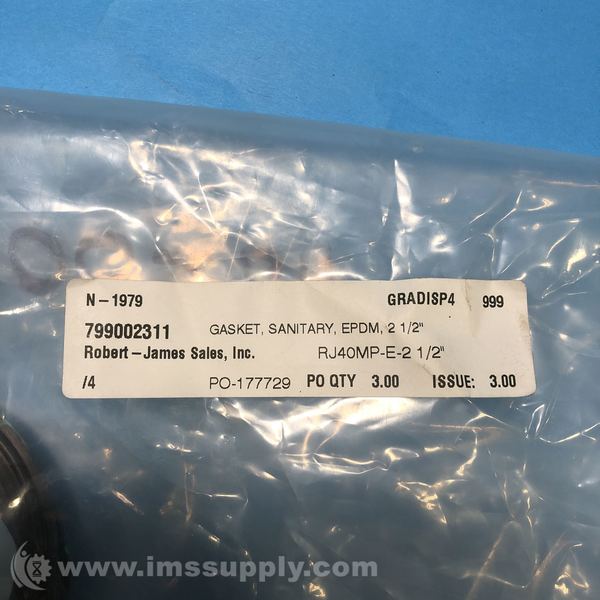 N-1979 GRADISP4 999
799002311 GASKET, SANITARY, EPDM, 2 1/2"
Robert-James Sales, Inc. RJ40MP-E-2 1/2"
/4 PO-177729 PO QTY 3.00 ISSUE: 3.00
www.imssupply.com